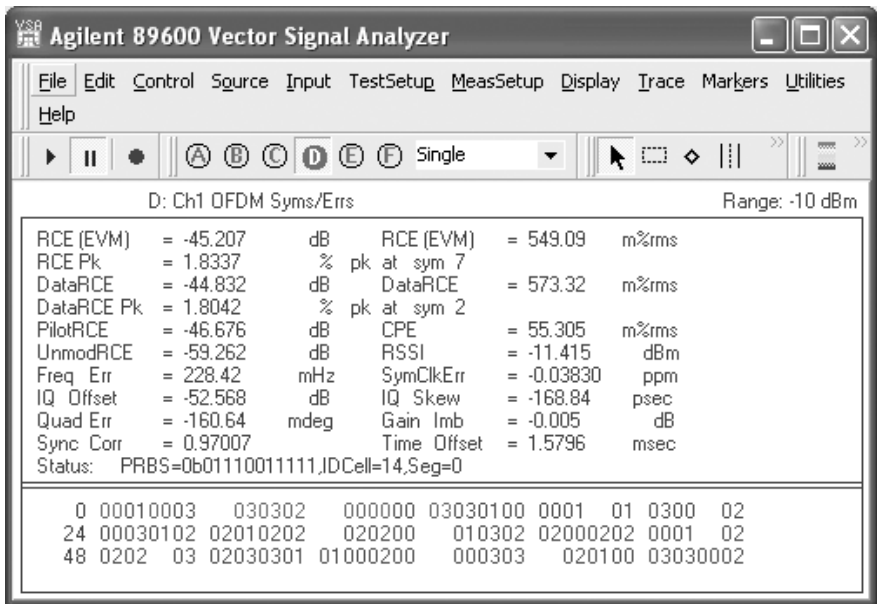 VSA Agilent 89600 Vector Signal Analyzer
File Edit Control Source Input TestSetup MeasSetup Display Trace Markers Utilities
Help
A B C D E F Single
D: Ch1 OFDM Syms/Errs Range: -10 dBm
RCE (EVM) = -45.207 dB RCE (EVM) = 549.09 m%rms
RCE Pk = 1.8337 % pk at sym 7
DataRCE = -44.832 dB DataRCE = 573.32 m%rms
DataRCE Pk = 1.8042 % pk at sym 2
PilotRCE = -46.676 dB CPE = 55.305 m%rms
UnmodRCE = -59.262 dB RSSI = -11.415 dBm
Freq Err = 228.42 mHz SymClkErr = -0.03830 ppm
IQ Offset = -52.568 dB IQ Skew = -168.84 psec
Quad Err = -160.64 mdeg Gain Imb = -0.005 dB
Sync Corr = 0.97007 Time Offset = 1.5796 msec
Status: PRBS=0b01110011111,IDCell=14,Seg=0
0 00010003 030302 000000 03030100 0001 01 0300 02
24 00030102 02010202 020200 010302 02000202 0001 02
48 0202 03 02030301 01000200 000303 020100 03030002